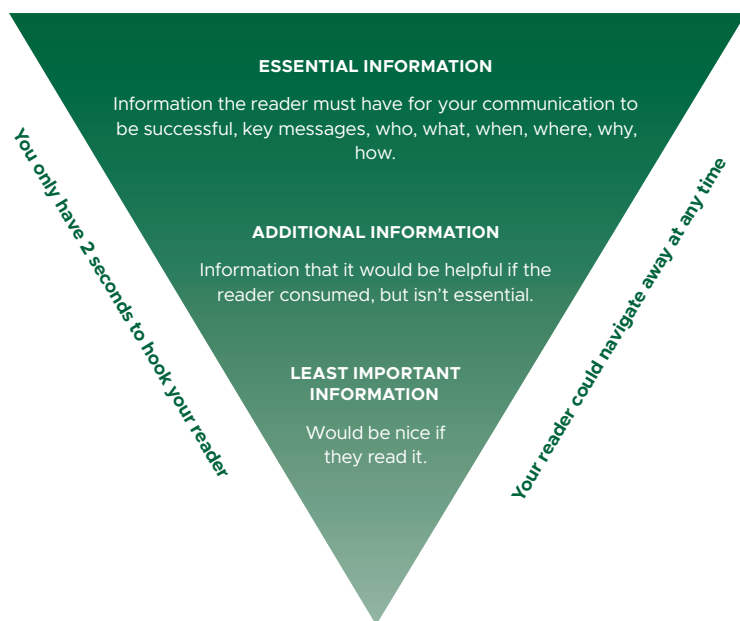 ESSENTIAL INFORMATION
Information the reader must have for your communication to
be successful, key messages, who, what, when, where, why,
how.
You only have 2 seconds to hook your reader
Your reader could navigate away at any time
ADDITIONAL INFORMATION
Information that it would be helpful if the
reader consumed, but isn’t essential.
LEAST IMPORTANT
INFORMATION
Would be nice if
they read it.